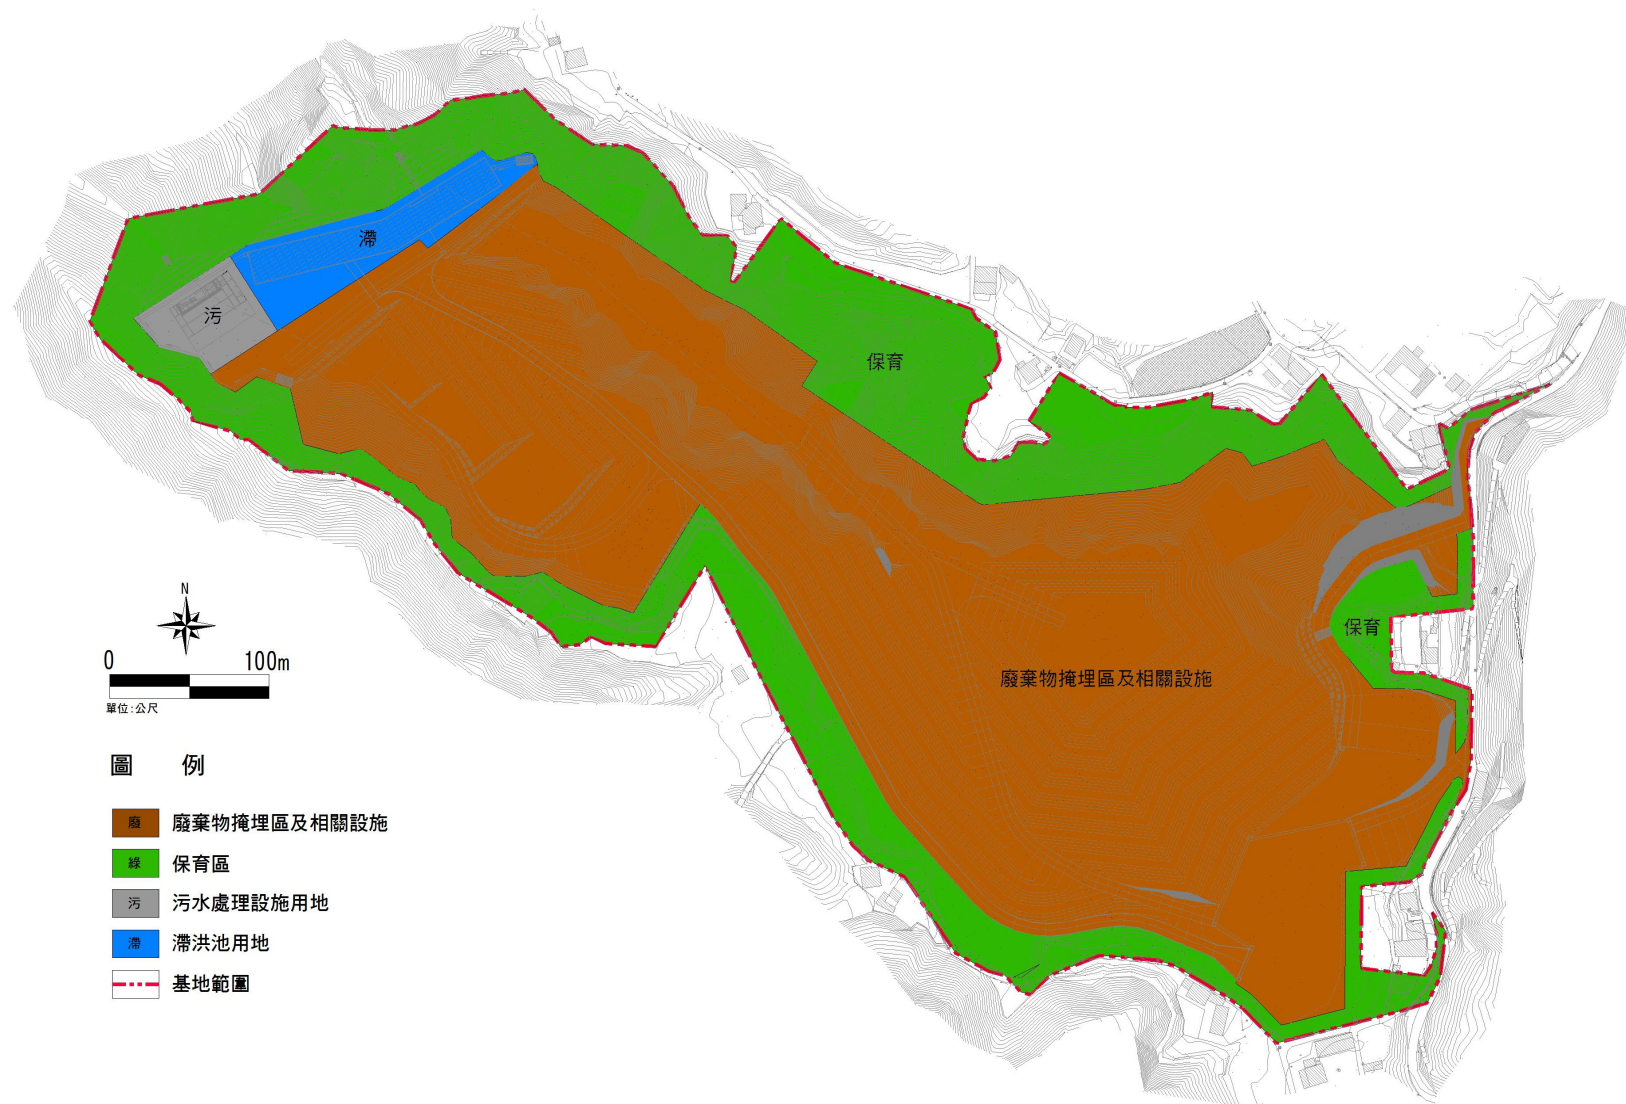 滯
污
保育
保育
廢棄物掩埋區及相關設施
N
0 100m
單位:公尺
圖 例
廢 廢棄物掩埋區及相關設施
綠 保育區
污 污水處理設施用地
滯 滯洪池用地
基地範圍